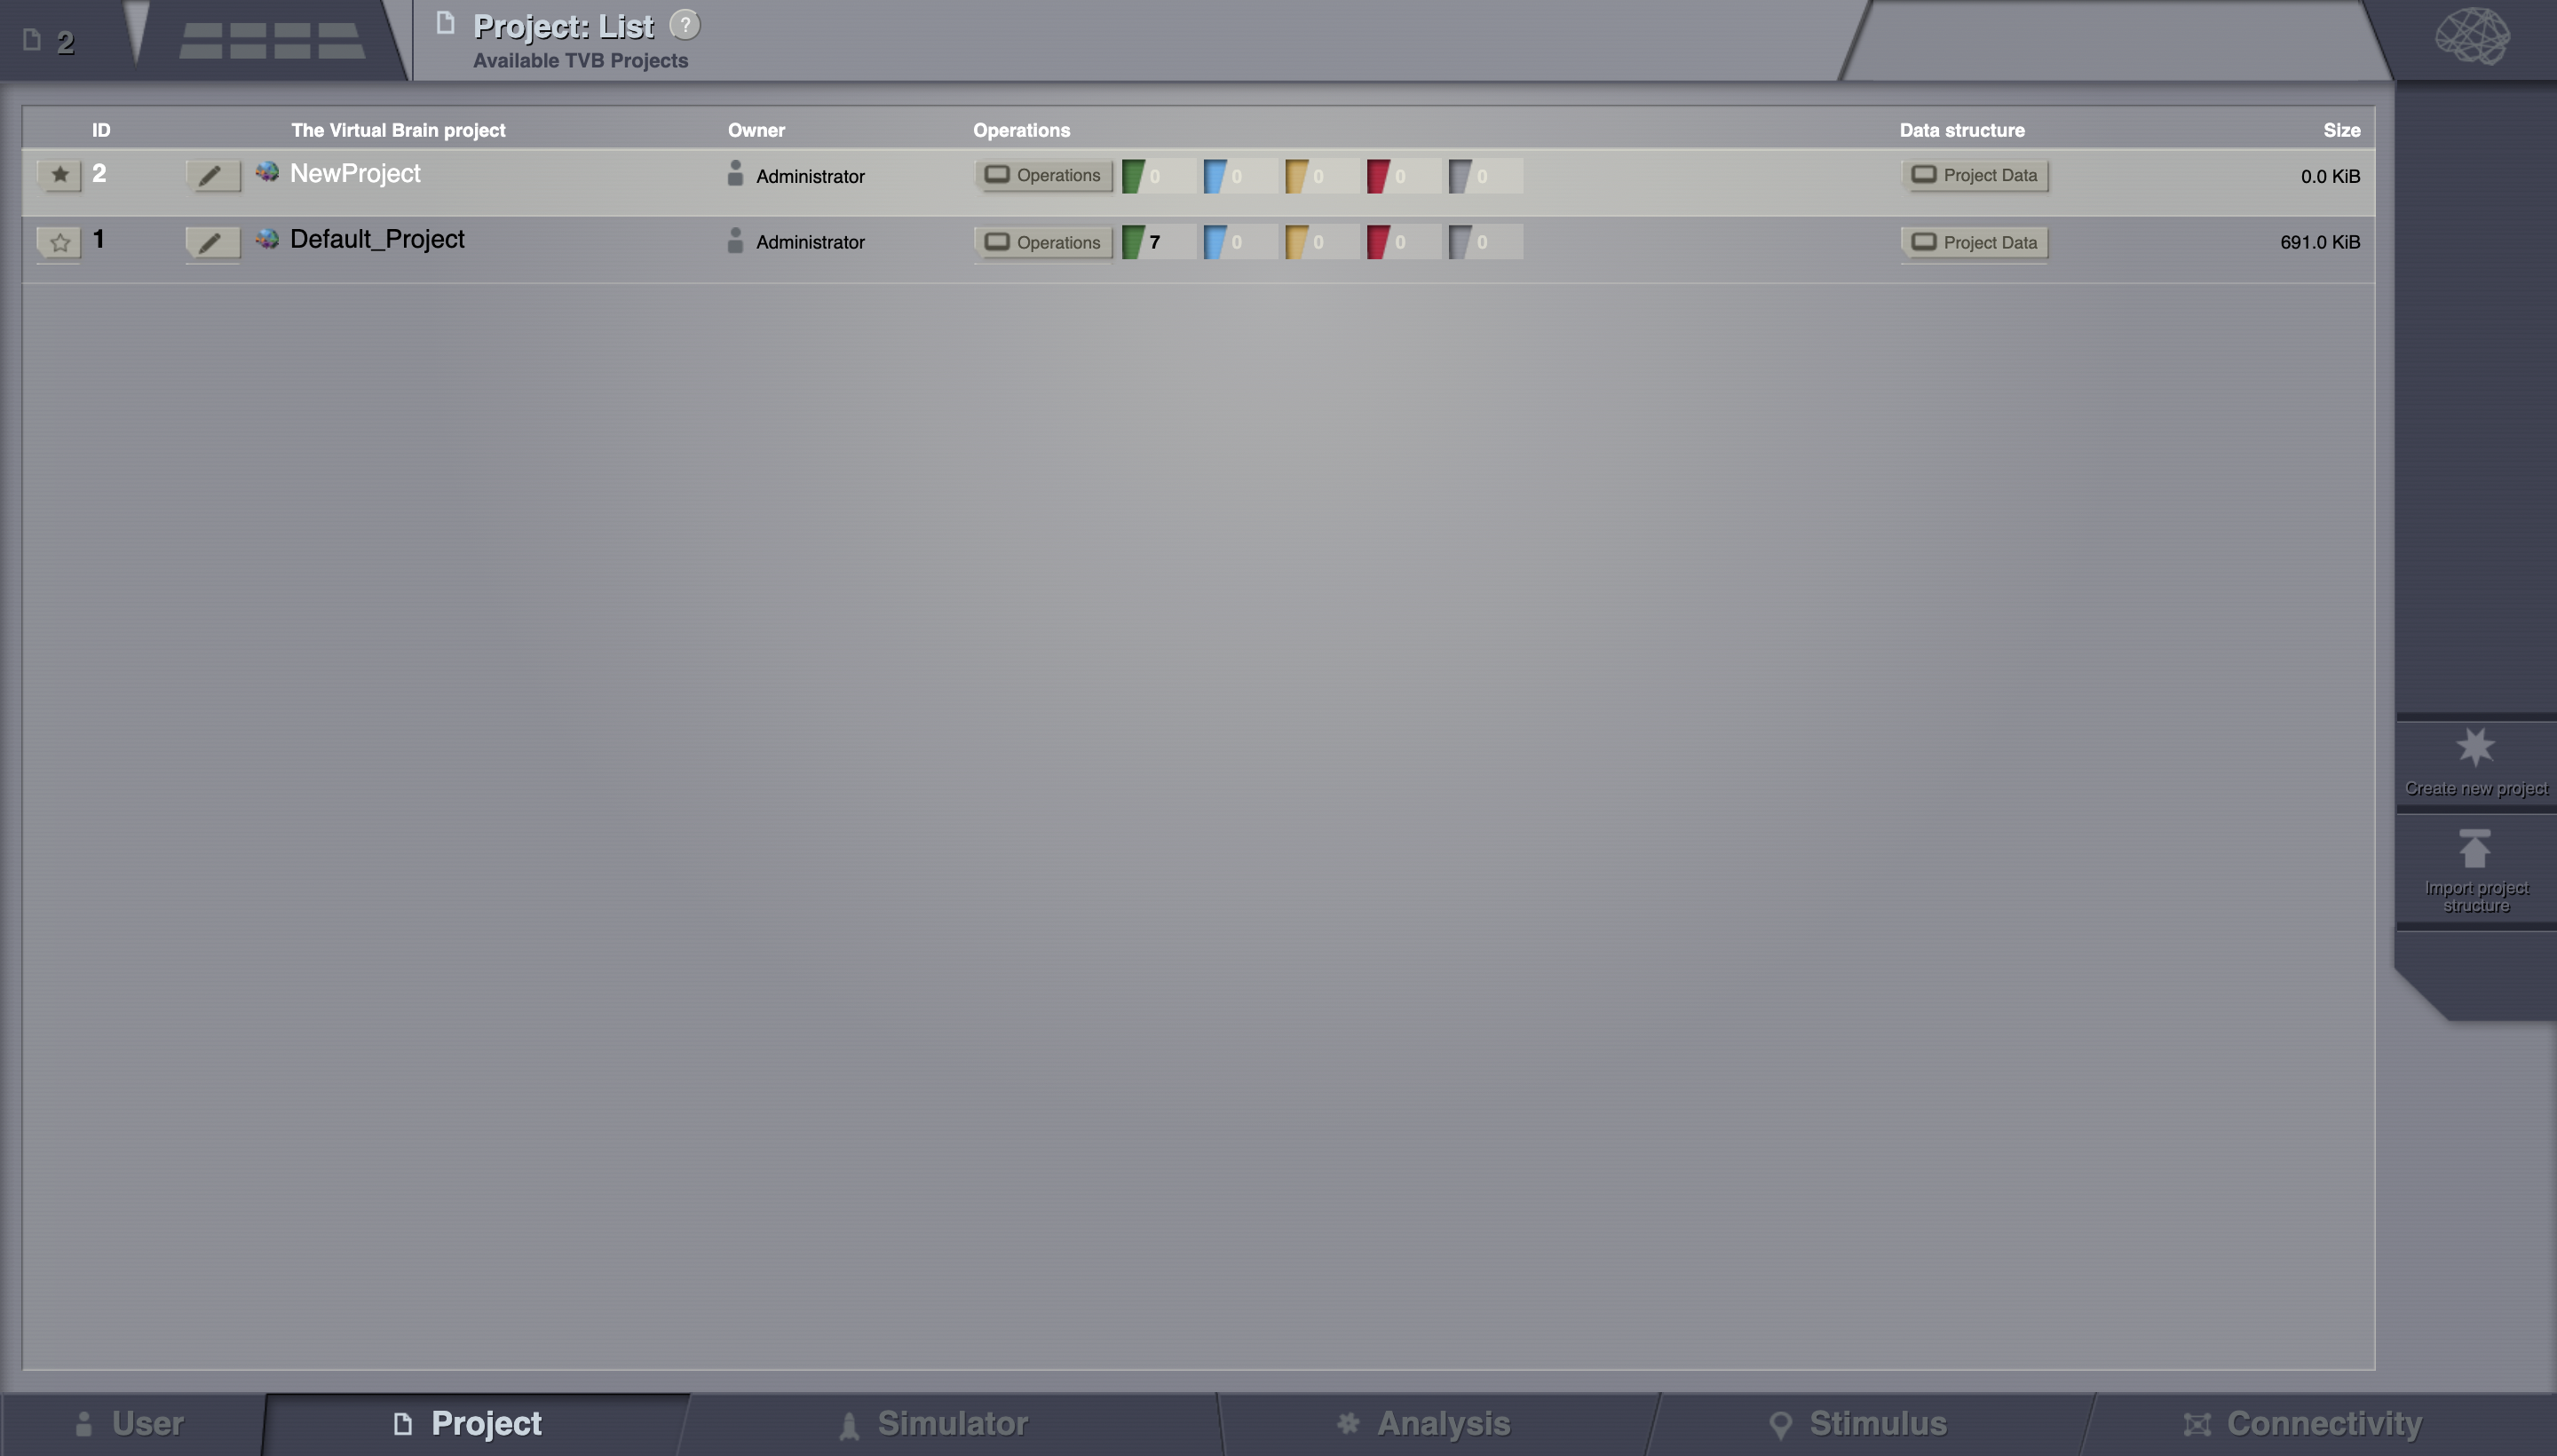 2
Project: List ?
Available TVB Projects
ID The Virtual Brain project Owner Operations Data structure Size
2 NewProject Administrator Operations 0 0 0 0 0 Project Data 0.0 KiB
1 Default_Project Administrator Operations 7 0 0 0 0 Project Data 691.0 KiB
Create new project
Import project
structure
User Project Simulator Analysis Stimulus Connectivity